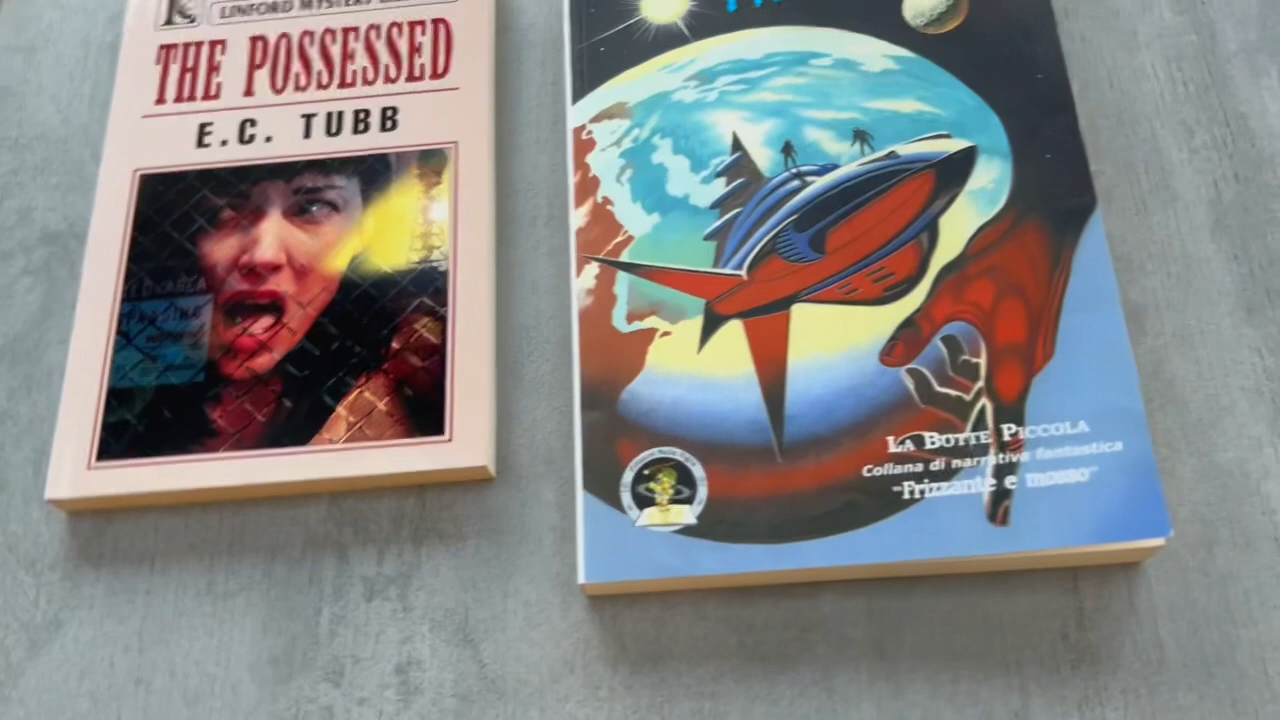 LINFORD MYSTERY
THE POSSESSED
E.C. TUBB
LA BOTTE PICCOLA
Collana di narrativa fantastica
"Frizzante e mosso"